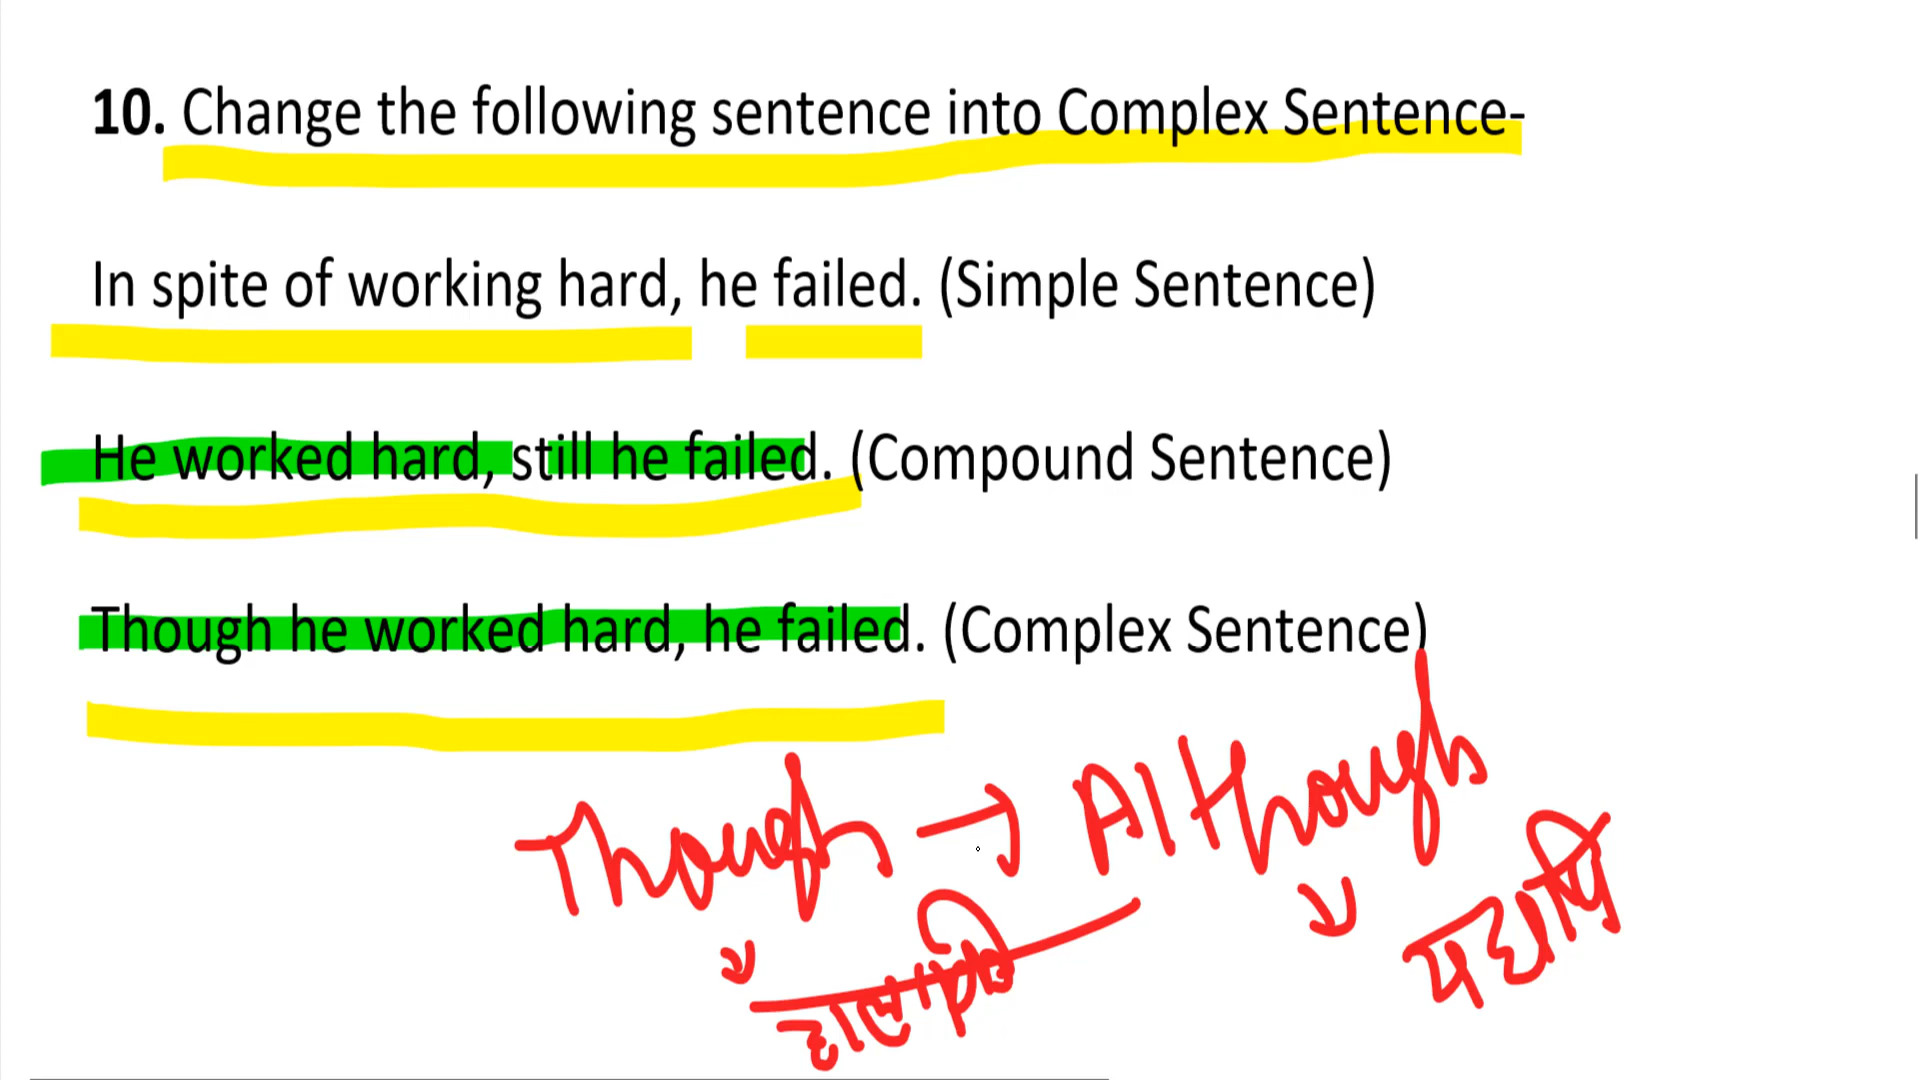 10. Change the following sentence into Complex Sentence-
In spite of working hard, he failed. (Simple Sentence)
He worked hard, still he failed. (Compound Sentence)
Though he worked hard, he failed. (Complex Sentence)
Though → Although
हालाकि यद्यपि